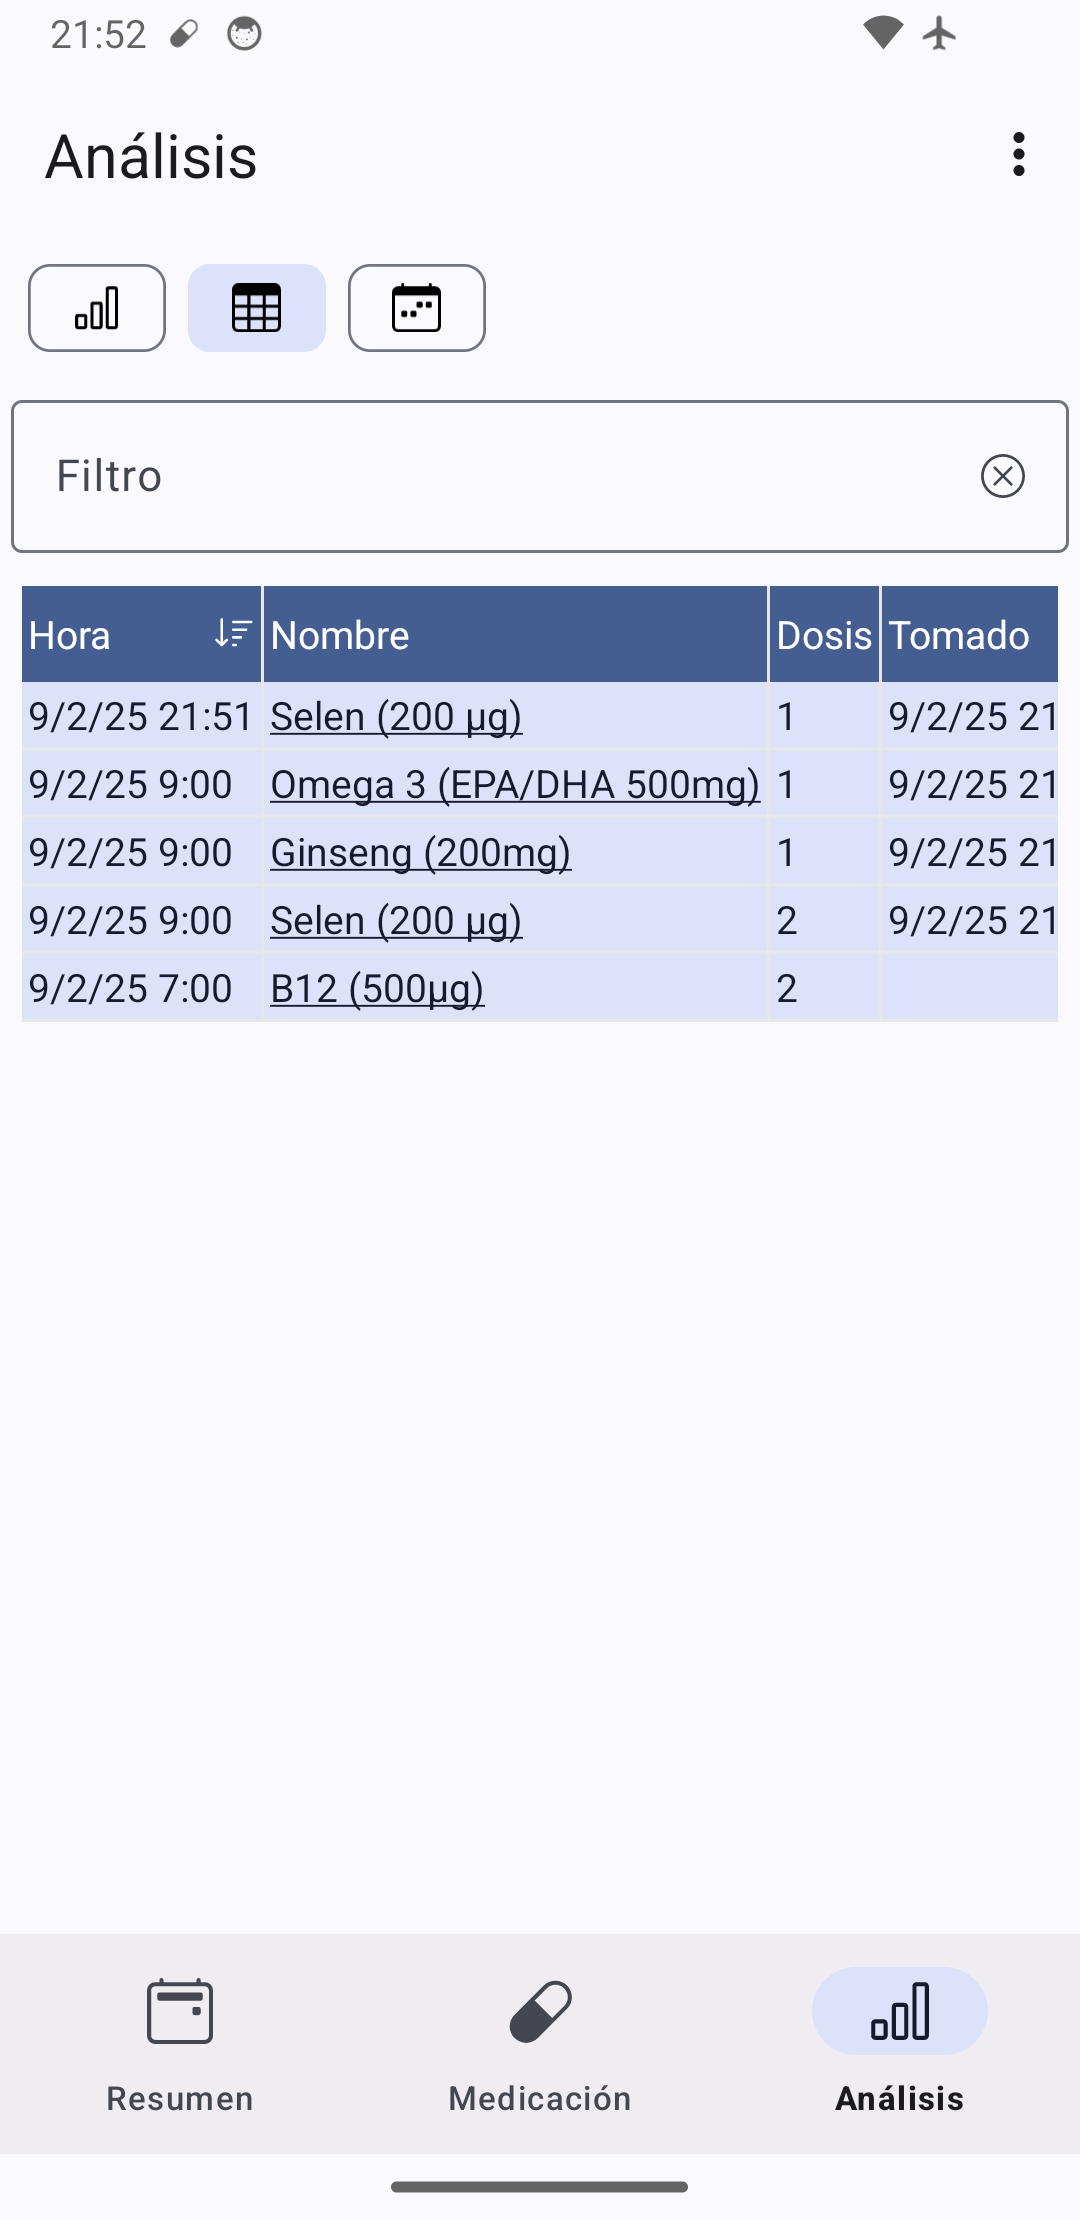 21:52
Análisis
Filtro
Hora Nombre Dosis Tomado
9/2/25 21:51 Selen (200 µg) 1 9/2/25 21
9/2/25 9:00 Omega 3 (EPA/DHA 500mg) 1 9/2/25 21
9/2/25 9:00 Ginseng (200mg) 1 9/2/25 21
9/2/25 9:00 Selen (200 µg) 2 9/2/25 21
9/2/25 7:00 B12 (500µg) 2
Resumen Medicación Análisis